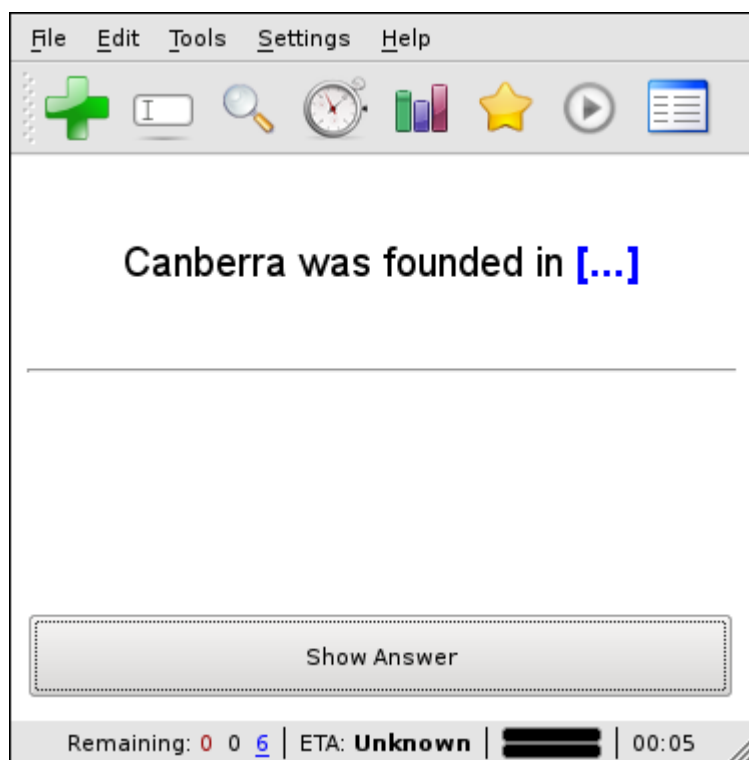 File Edit Tools Settings Help
Canberra was founded in [...]
Show Answer
Remaining: 0 0 6 ETA: Unknown 00:05